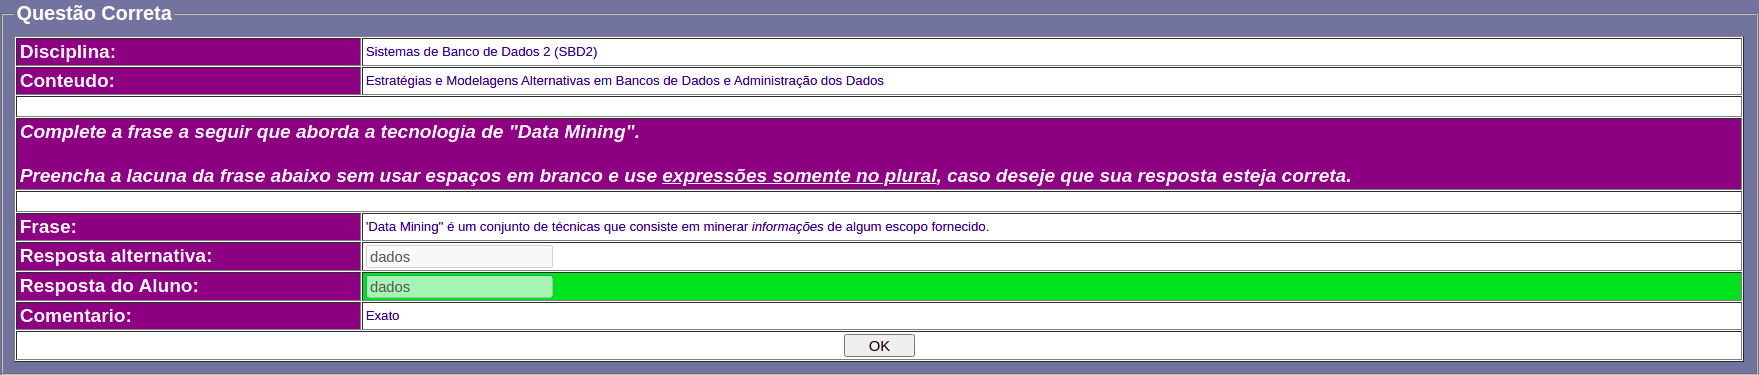 Questão Correta
Disciplina: Sistemas de Banco de Dados 2 (SBD2)
Conteudo: Estratégias e Modelagens Alternativas em Bancos de Dados e Administração dos Dados
Complete a frase a seguir que aborda a tecnologia de "Data Mining".
Preencha a lacuna da frase abaixo sem usar espaços em branco e use expressões somente no plural, caso deseje que sua resposta esteja correta.
Frase: 'Data Mining" é um conjunto de técnicas que consiste em minerar informações de algum escopo fornecido.
Resposta alternativa: dados
Resposta do Aluno: dados
Comentario: Exato
OK